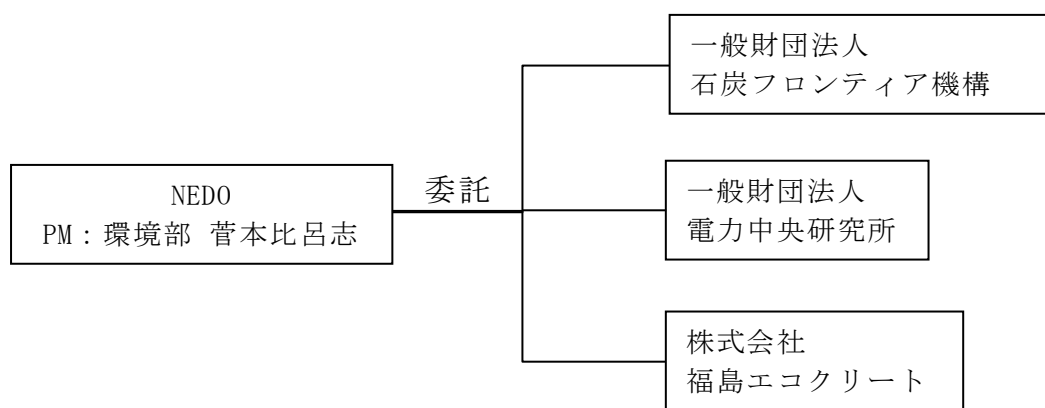 NEDO
PM：環境部 菅本比呂志
委託
一般財団法人
石炭フロンティア機構
一般財団法人
電力中央研究所
株式会社
福島エコクリート